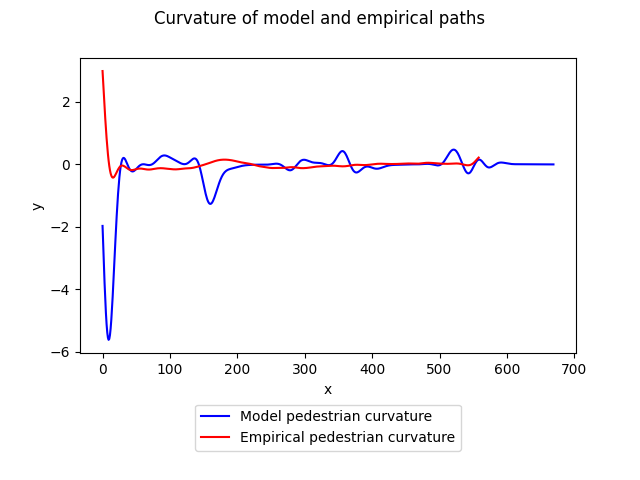 Curvature of model and empirical paths
2
0
−2
−4
−6
y
0 100 200 300 400 500 600 700
x
Model pedestrian curvature
Empirical pedestrian curvature